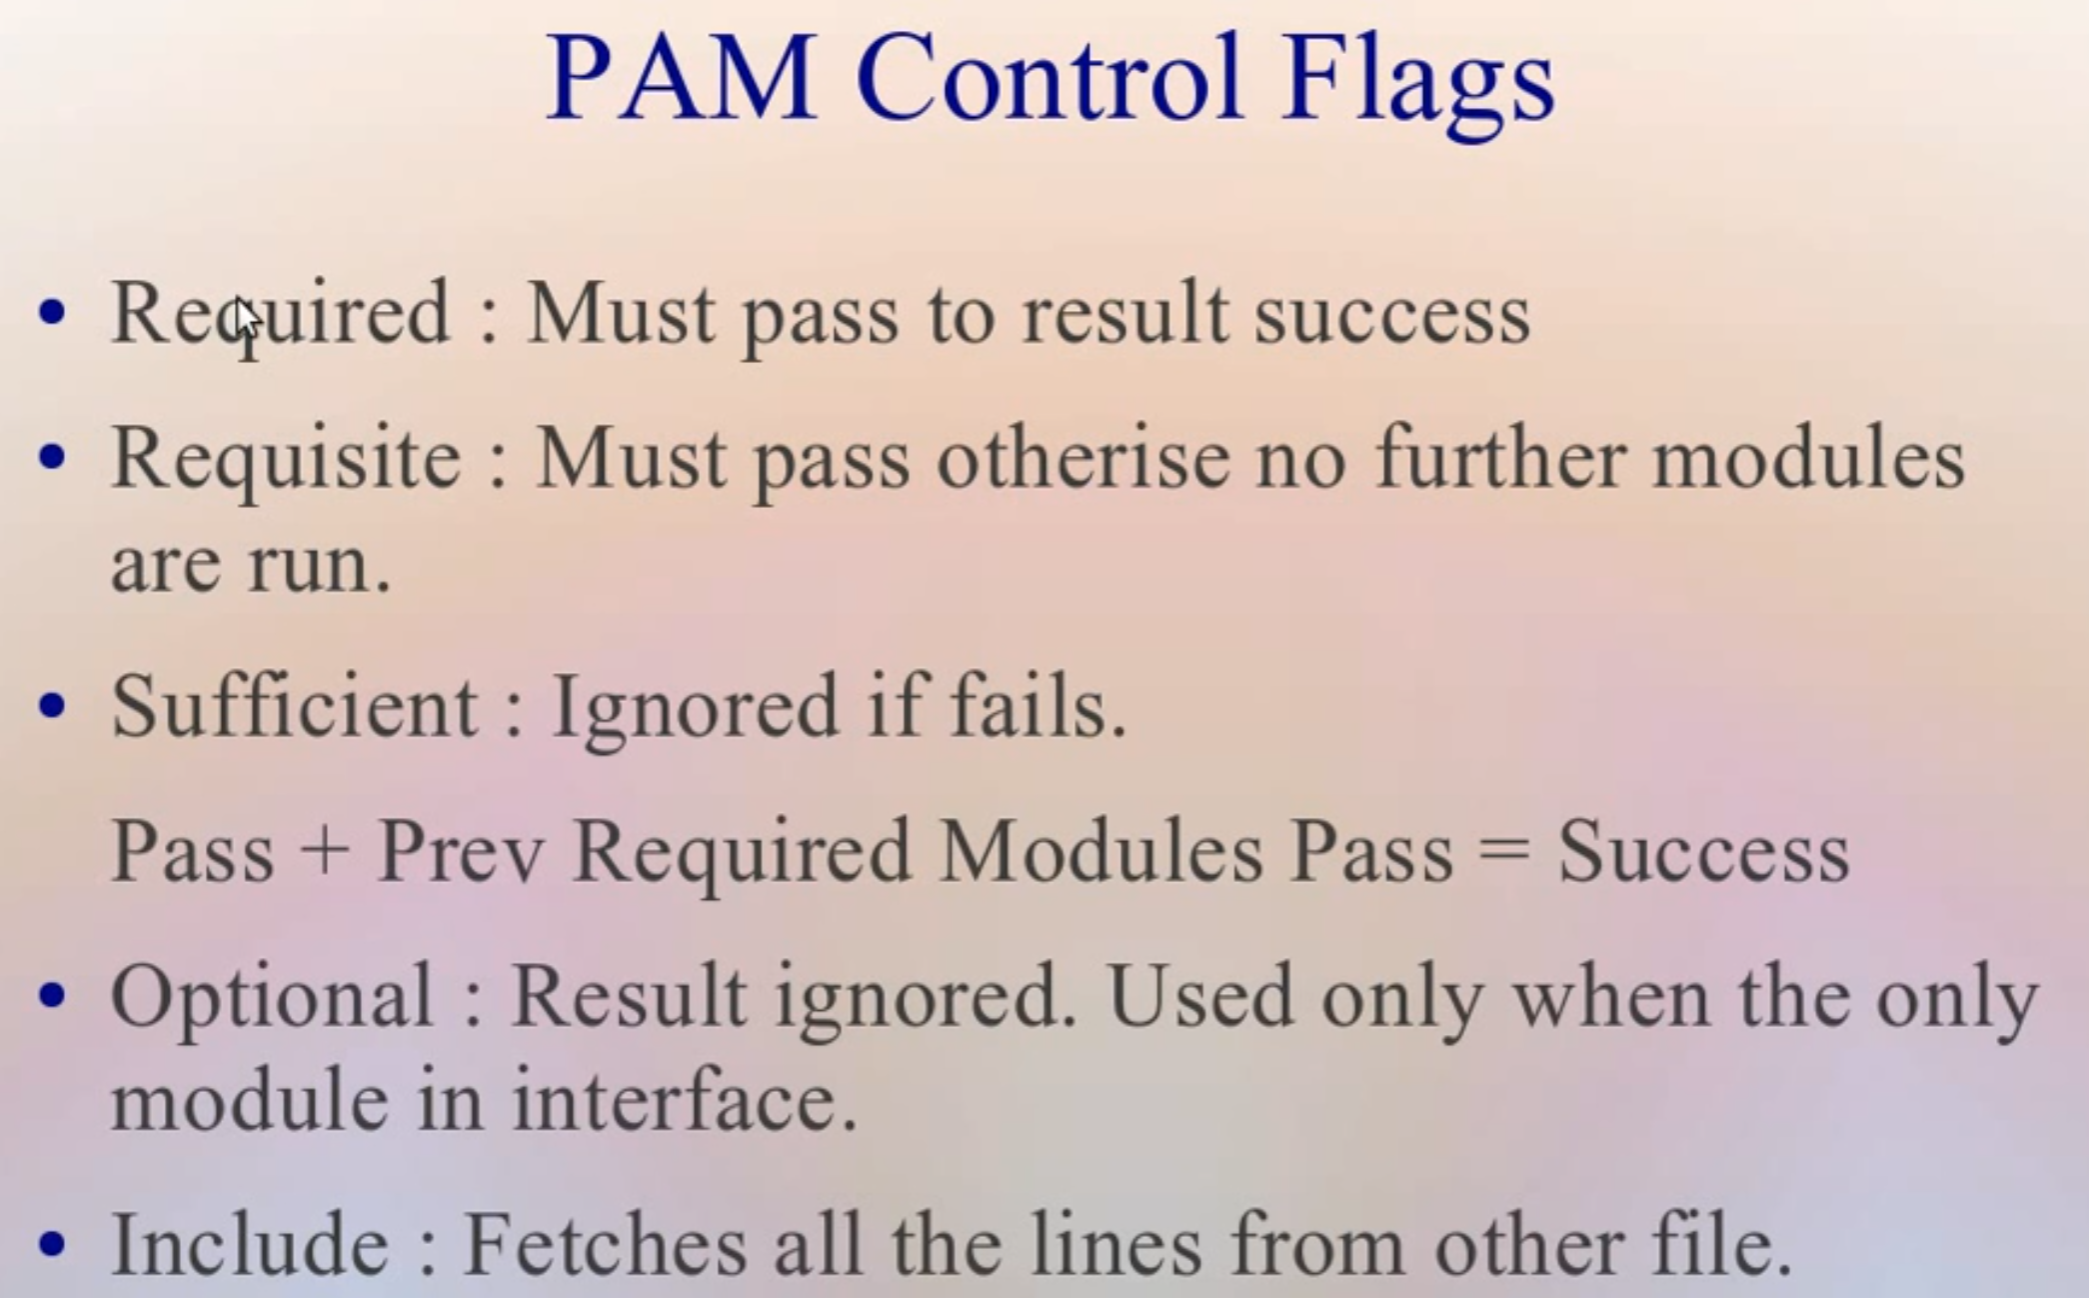 PAM Control Flags
• Required : Must pass to result success
• Requisite : Must pass otherise no further modules
are run.
• Sufficient : Ignored if fails.
Pass + Prev Required Modules Pass = Success
• Optional : Result ignored. Used only when the only
module in interface.
• Include : Fetches all the lines from other file.